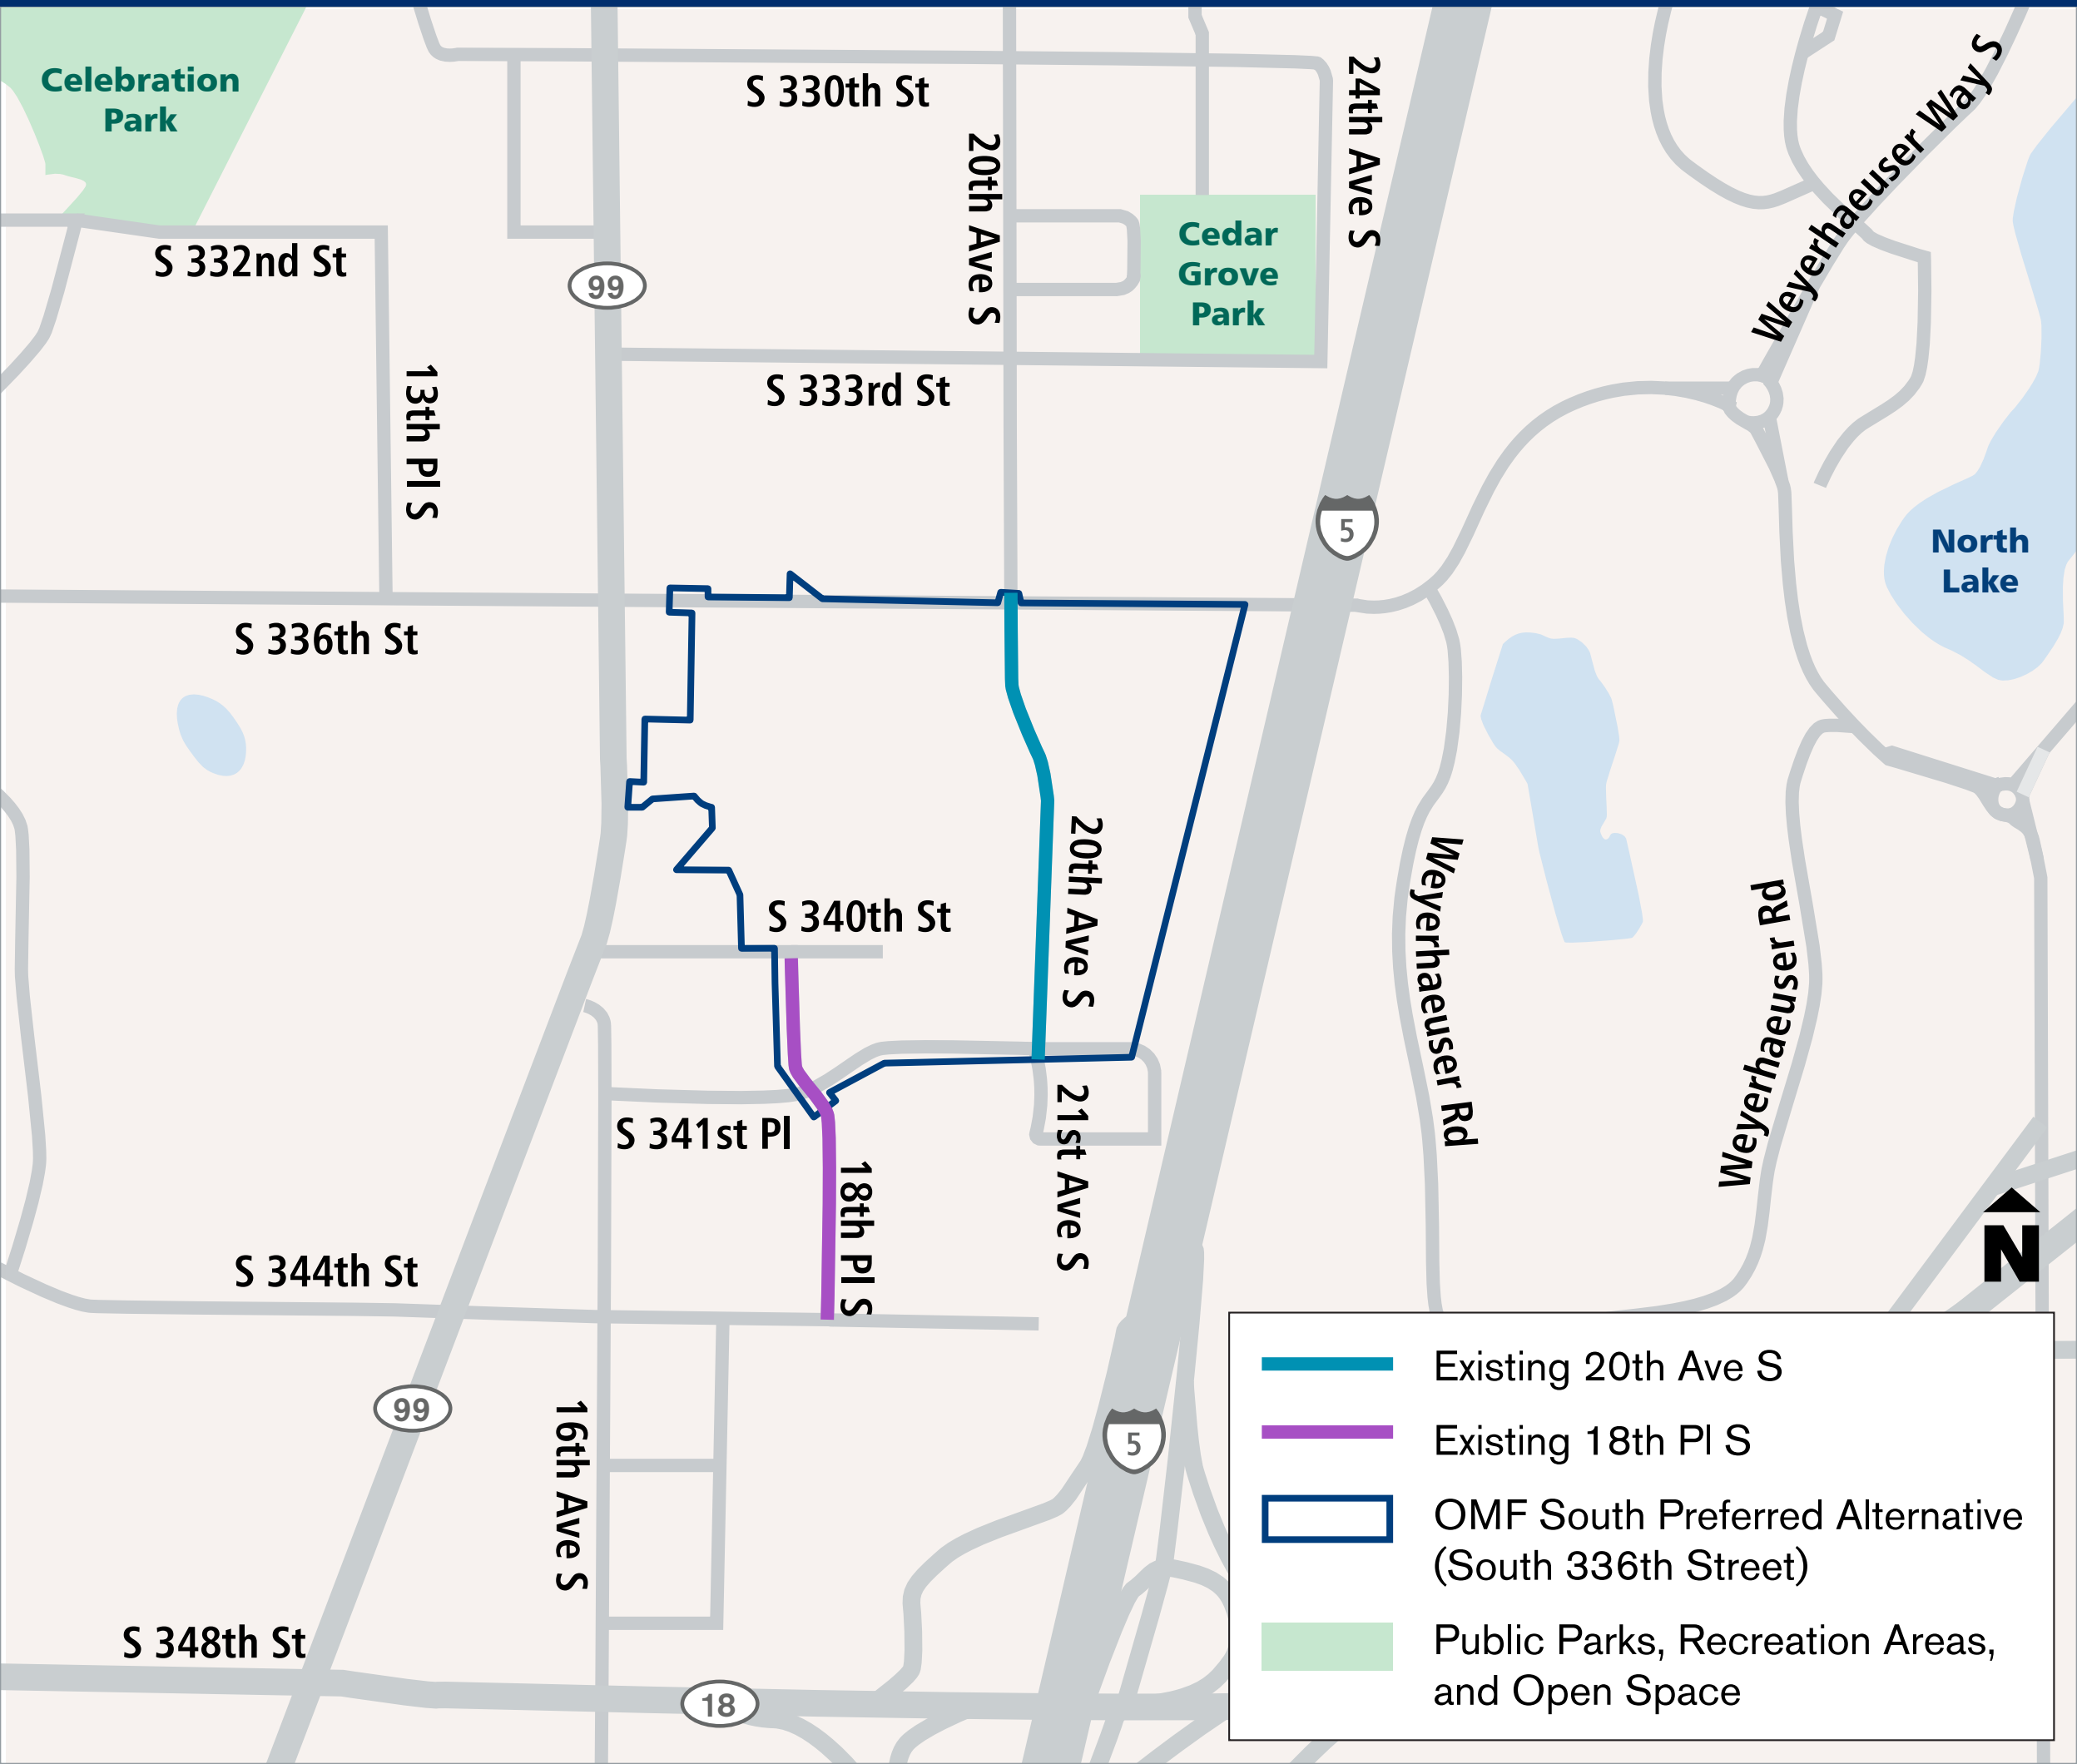 Celebration
Park
S 330th St
24th Ave S
20th Ave S
Weyerhaeuser Way S
Cedar
Grove
Park
S 332nd St
99
13th Pl S
S 333rd St
5
North
Lake
S 336th St
20th Ave S
Weyerhaeuser Rd
Weyerhaeuser Rd
S 340th St
21st Ave S
S 341st Pl
18th Pl S
N
S 344th St
99
5
16th Ave S
S 348th St
18
Existing 20th Ave S
Existing 18th Pl S
OMF South Preferred Alternative
(South 336th Street)
Public Parks, Recreation Areas,
and Open Space